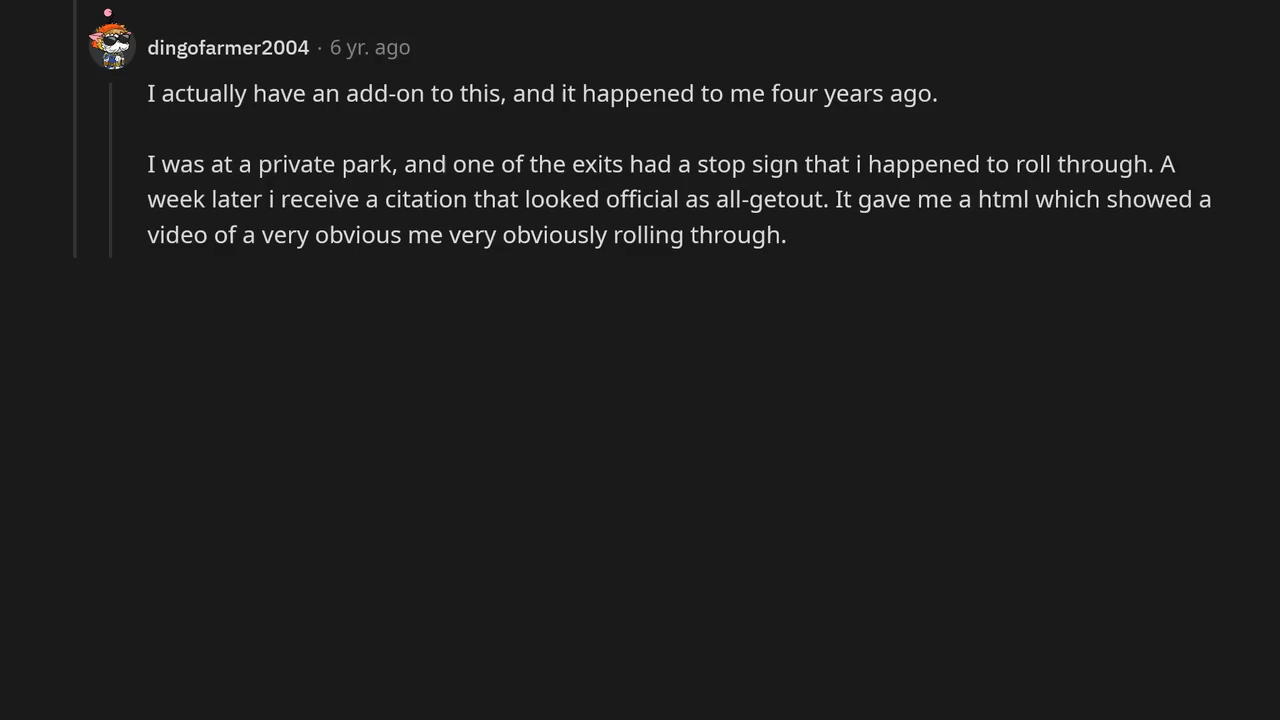 dingofarmer2004 · 6 yr. ago
I actually have an add-on to this, and it happened to me four years ago.
I was at a private park, and one of the exits had a stop sign that i happened to roll through. A
week later i receive a citation that looked official as all-getout. It gave me a html which showed a
video of a very obvious me very obviously rolling through.